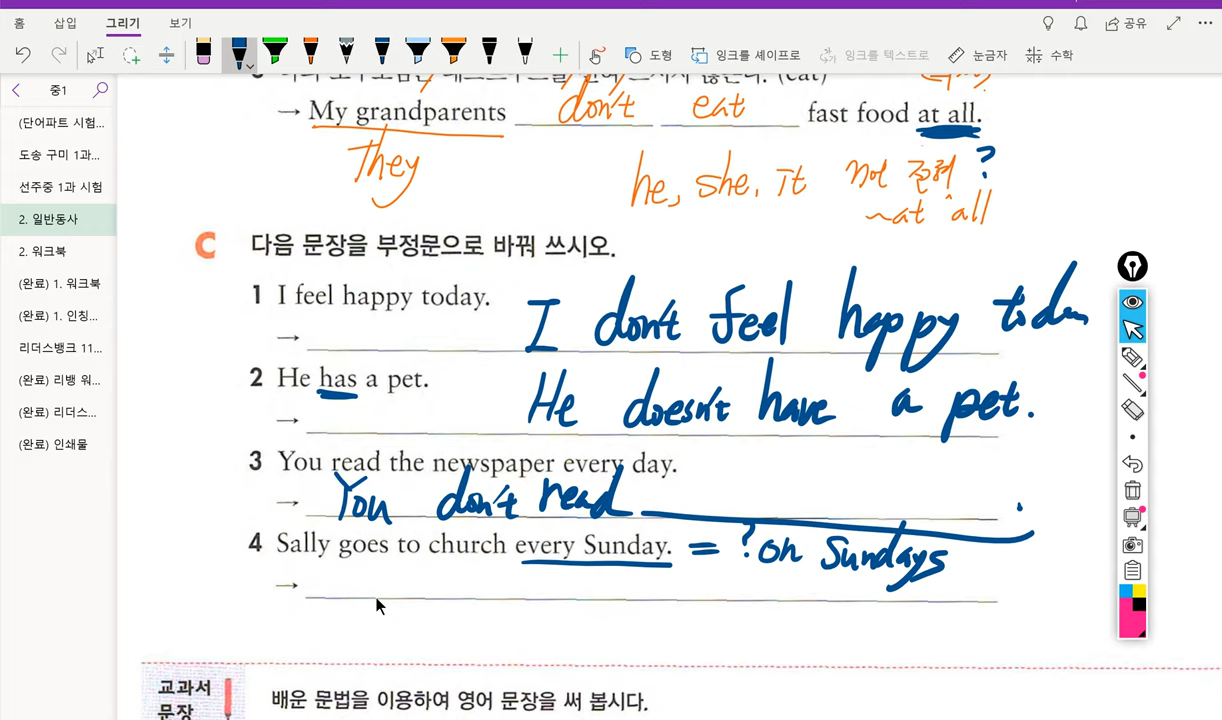 홈 삽입 그리기 보기
공유
도형 잉크를 셰이프로 잉크를 텍스트로 눈금자 수학
중1
(단어파트 시험...
도송 구미 1과...
선주중 1과 시험
2. 일반동사
2. 워크북
(완료) 1. 워크북
(완료) 1. 인칭...
리더스뱅크 11...
(완료) 리뱅 워...
(완료) 리더스...
(완료) 인쇄물
(eat)
→ My grandparents don't eat fast food at all.
They
he, she, it not 전혀 ?
~at all
C 다음 문장을 부정문으로 바꿔 쓰시오.
1 I feel happy today.
→ I don't feel happy today
2 He has a pet.
→ He doesn't have a pet.
3 You read the newspaper every day.
→ You don't read .
4 Sally goes to church every Sunday. = ? on Sundays
→
교과서
문장
배운 문법을 이용하여 영어 문장을 써 봅시다.